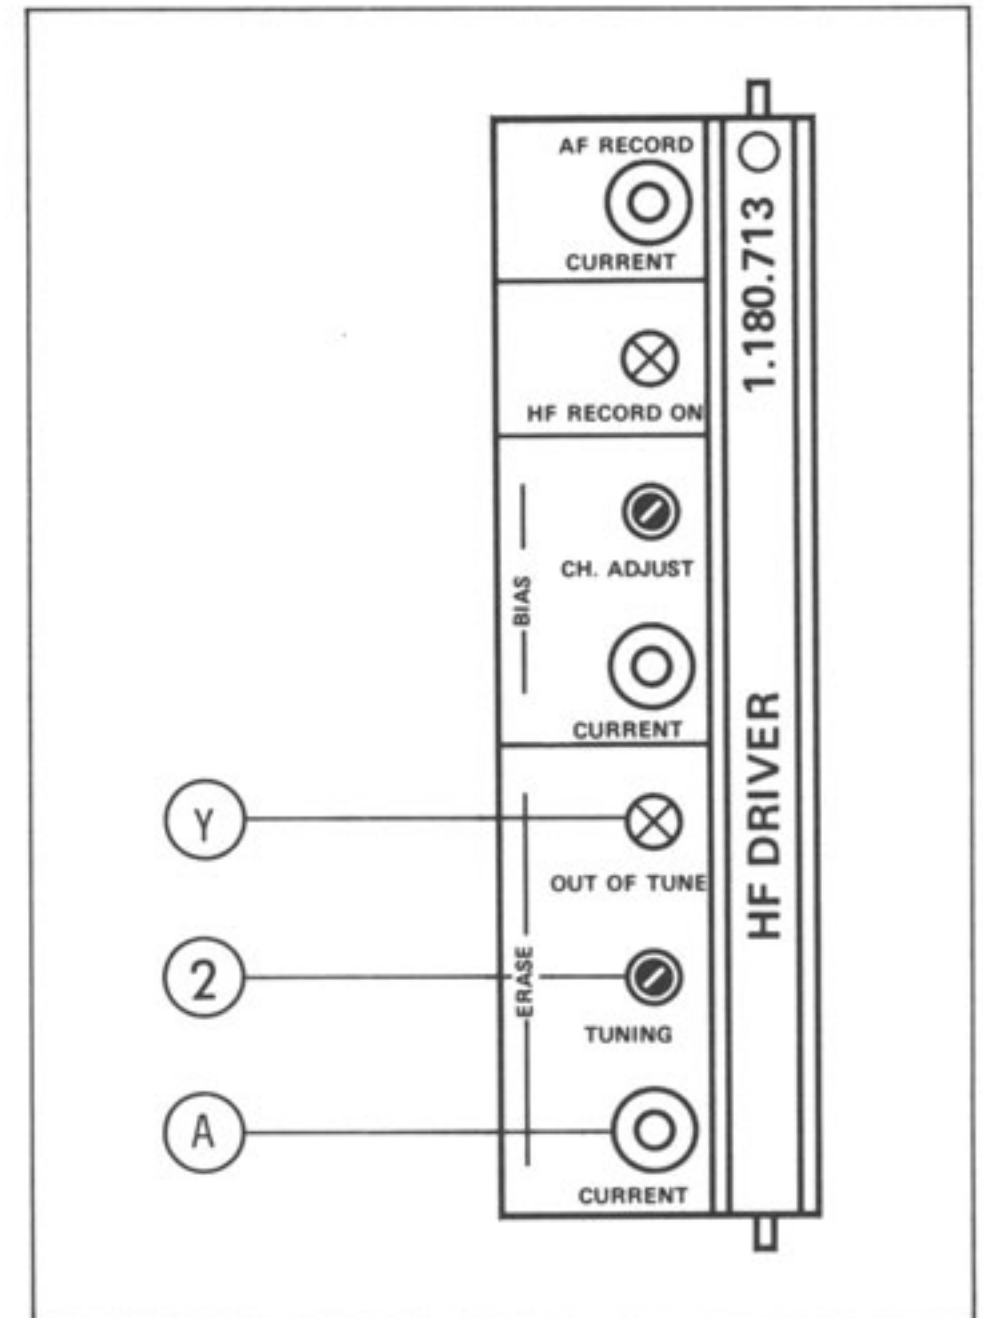 AF RECORD
CURRENT
HF RECORD ON
CH. ADJUST
BIAS
CURRENT
Y
OUT OF TUNE
2
ERASE
TUNING
A
CURRENT
1.180.713
HF DRIVER